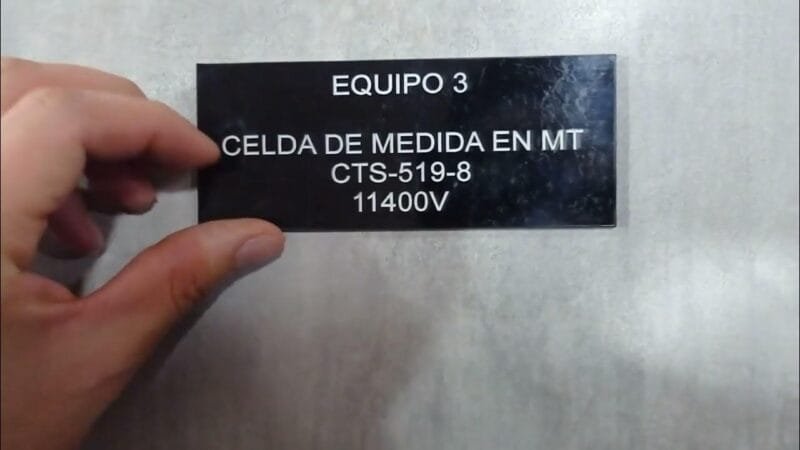 EQUIPO 3
CELDA DE MEDIDA EN MT
CTS-519-8
11400V